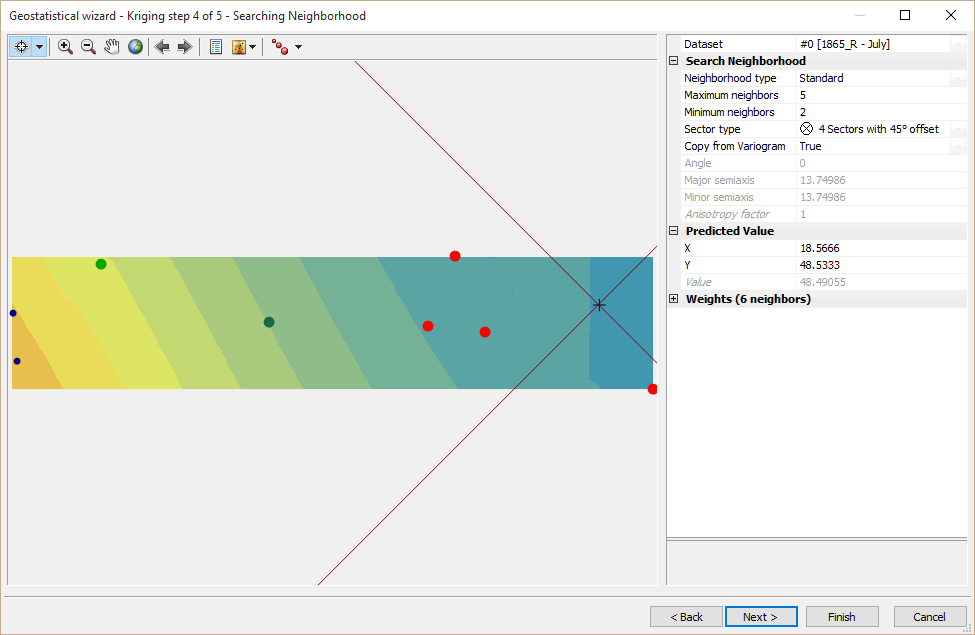 Geostatistical wizard - Kriging step 4 of 5 - Searching Neighborhood
Dataset #0 [1865_R - July]
Search Neighborhood
Neighborhood type Standard
Maximum neighbors 5
Minimum neighbors 2
Sector type 4 Sectors with 45° offset
Copy from Variogram True
Angle 0
Major semiaxis 13.74986
Minor semiaxis 13.74986
Anisotropy factor 1
Predicted Value
X 18.5666
Y 48.5333
Value 48.49055
Weights (6 neighbors)
< Back Next > Finish Cancel